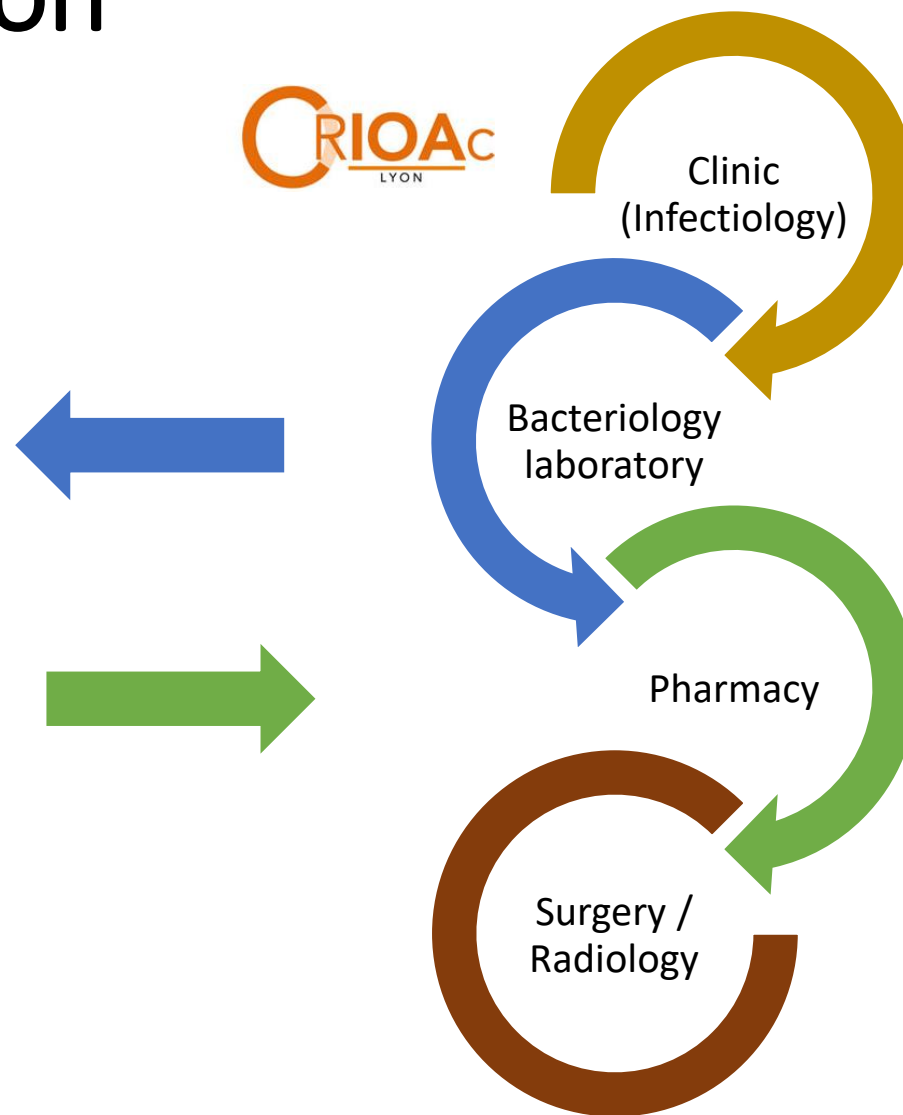 on
CRIOAc
LYON
Clinic
(Infectiology)
Bacteriology
laboratory
Pharmacy
Surgery /
Radiology